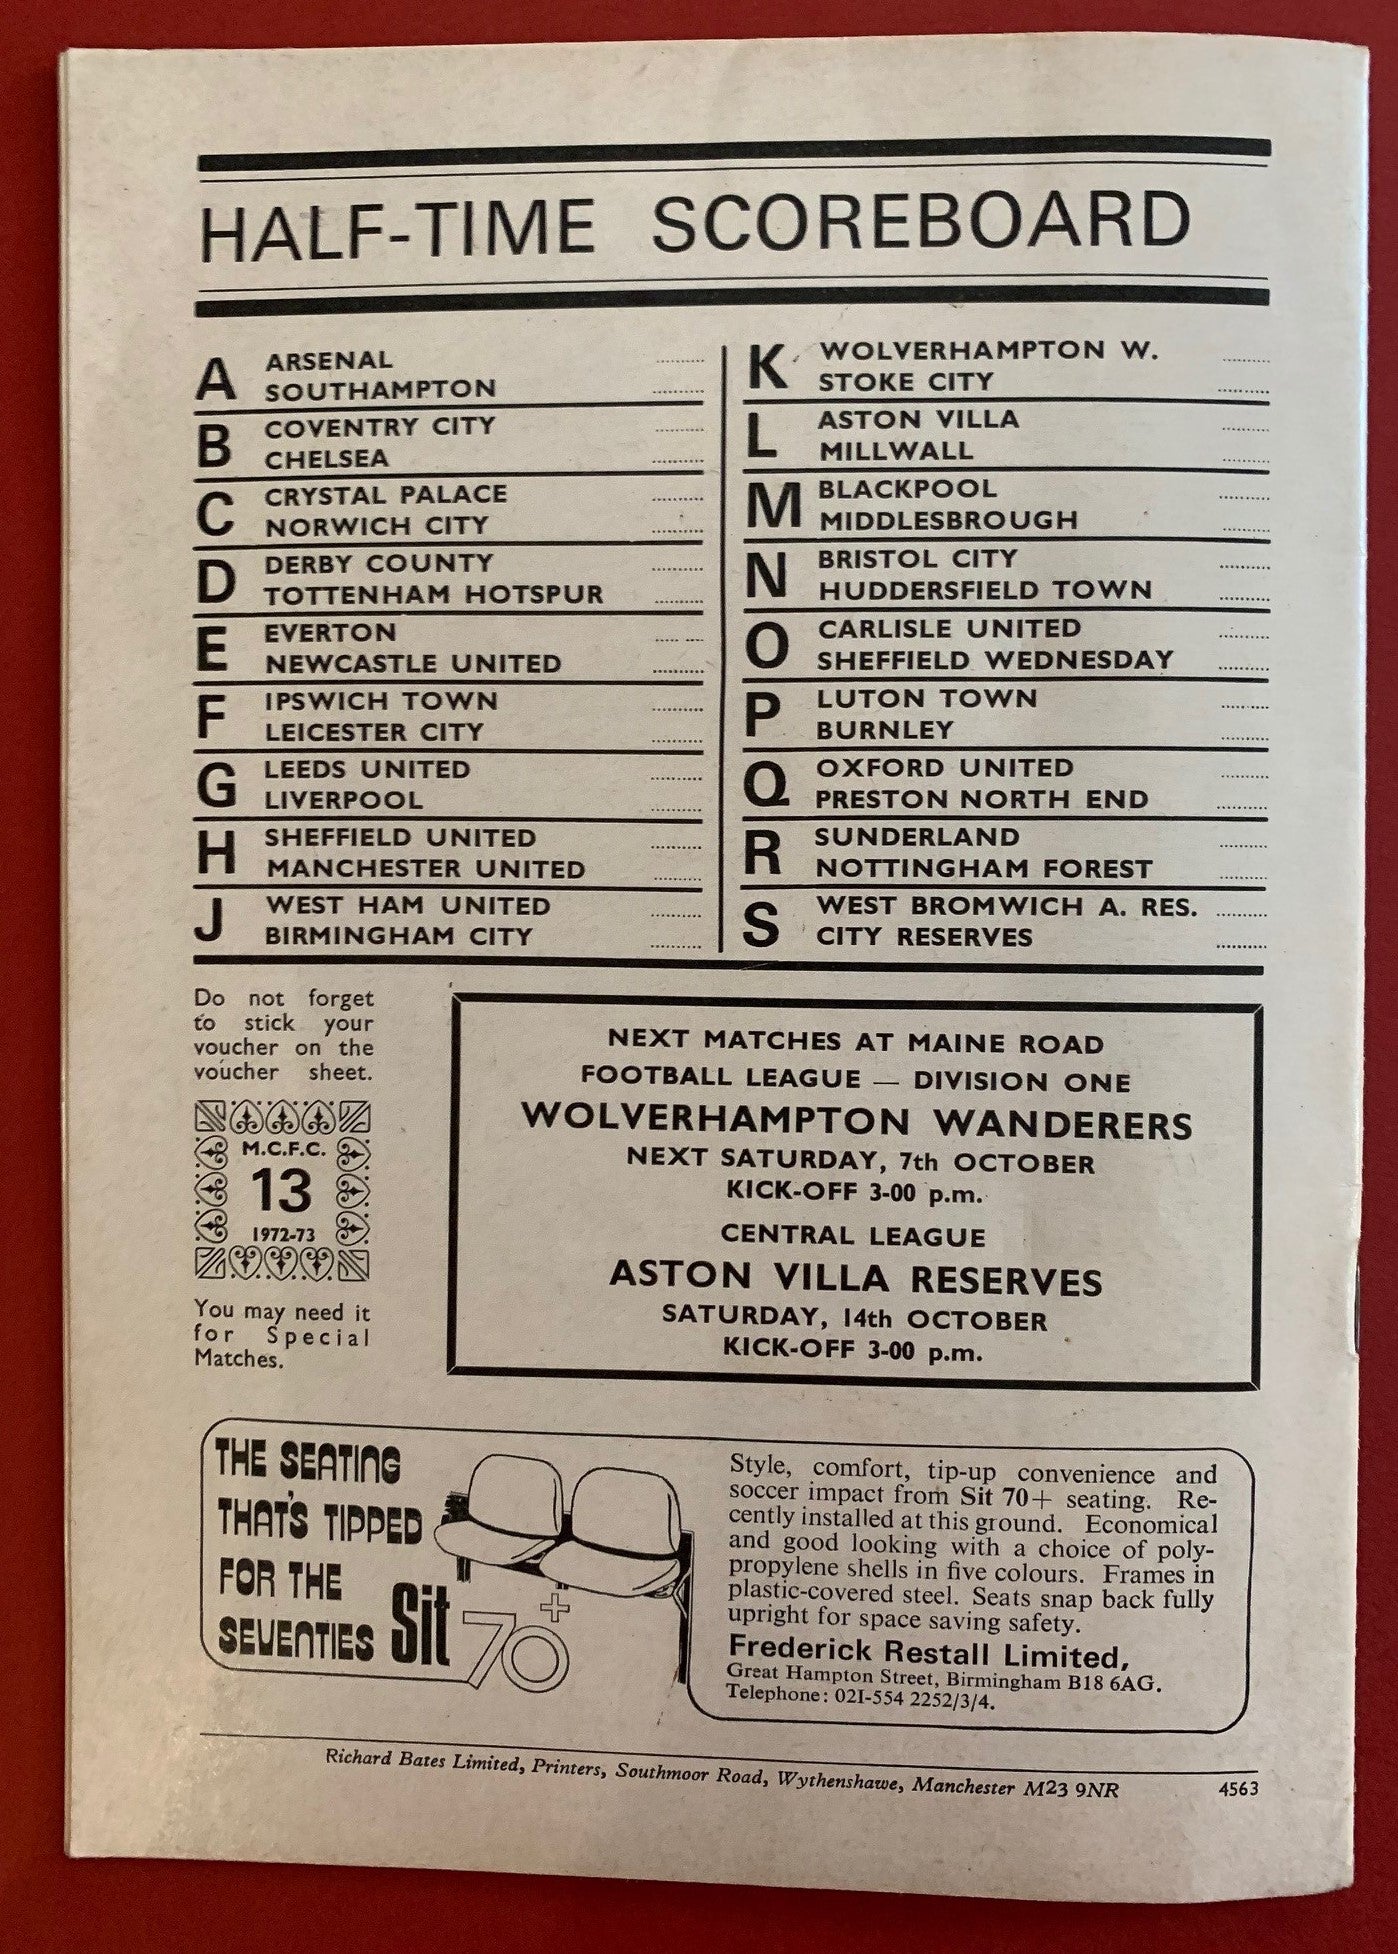 HALF-TIME SCOREBOARD
A
ARSENAL
SOUTHAMPTON
B
COVENTRY CITY
CHELSEA
C
CRYSTAL PALACE
NORWICH CITY
D
DERBY COUNTY
TOTTENHAM HOTSPUR
E
EVERTON
NEWCASTLE UNITED
F
IPSWICH TOWN
LEICESTER CITY
G
LEEDS UNITED
LIVERPOOL
H
SHEFFIELD UNITED
MANCHESTER UNITED
J
WEST HAM UNITED
BIRMINGHAM CITY
K
WOLVERHAMPTON W.
STOKE CITY
L
ASTON VILLA
MILLWALL
M
BLACKPOOL
MIDDLESBROUGH
N
BRISTOL CITY
HUDDERSFIELD TOWN
O
CARLISLE UNITED
SHEFFIELD WEDNESDAY
P
LUTON TOWN
BURNLEY
Q
OXFORD UNITED
PRESTON NORTH END
R
SUNDERLAND
NOTTINGHAM FOREST
S
WEST BROMWICH A. RES.
CITY RESERVES
Do not forget
to stick your
voucher on the
voucher sheet.
M.C.F.C.
13
1972-73
You may need it
for Special
Matches.
NEXT MATCHES AT MAINE ROAD
FOOTBALL LEAGUE — DIVISION ONE
WOLVERHAMPTON WANDERERS
NEXT SATURDAY, 7th OCTOBER
KICK-OFF 3-00 p.m.
CENTRAL LEAGUE
ASTON VILLA RESERVES
SATURDAY, 14th OCTOBER
KICK-OFF 3-00 p.m.
THE SEATING
THAT'S TIPPED
FOR THE
SEVENTIES Sit 70+
Style, comfort, tip-up convenience and
soccer impact from Sit 70+ seating. Re-
cently installed at this ground. Economical
and good looking with a choice of poly-
propylene shells in five colours. Frames in
plastic-covered steel. Seats snap back fully
upright for space saving safety.
Frederick Restall Limited,
Great Hampton Street, Birmingham B18 6AG.
Telephone: 021-554 2252/3/4.
Richard Bates Limited, Printers, Southmoor Road, Wythenshawe, Manchester M23 9NR
4563